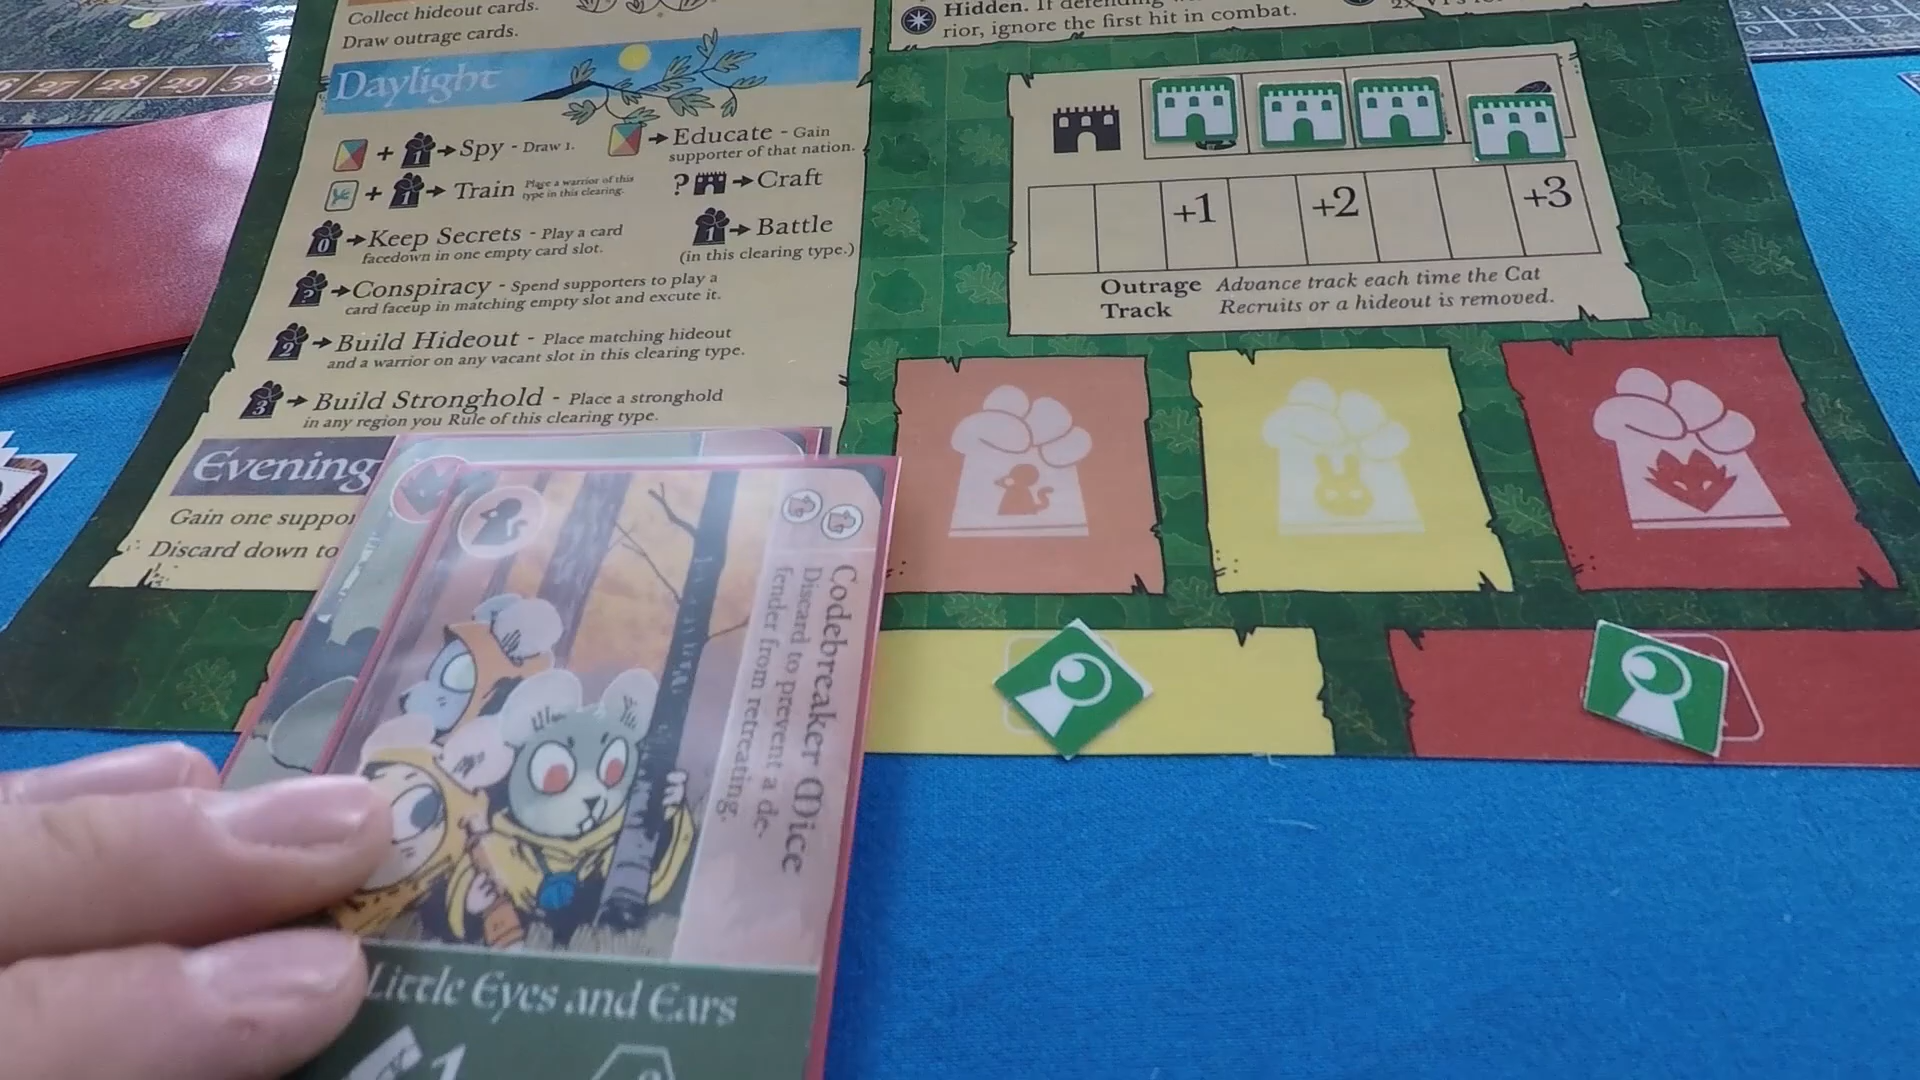 Collect hideout cards.
Draw outrage cards.
Daylight
+ 1 → Spy - Draw 1.
→ Educate - Gain
supporter of that nation.
+ 1 → Train Place a warrior of this
type in this clearing.
? → Craft
0 → Keep Secrets - Play a card
facedown in one empty card slot.
1 → Battle
(in this clearing type.)
? → Conspiracy - Spend supporters to play a
card faceup in matching empty slot and excute it.
2 → Build Hideout - Place matching hideout
and a warrior on any vacant slot in this clearing type.
3 → Build Stronghold - Place a stronghold
in any region you Rule of this clearing type.
Evening
Gain one suppo
Discard down to
Hidden. If defending
rior, ignore the first hit in combat.
+1 +2 +3
Outrage Track
Advance track each time the Cat
Recruits or a hideout is removed.
27 28 29 30
Codebreaker Mice
Discard to prevent a de-
fender from retreating.
Little Eyes and Ears
1